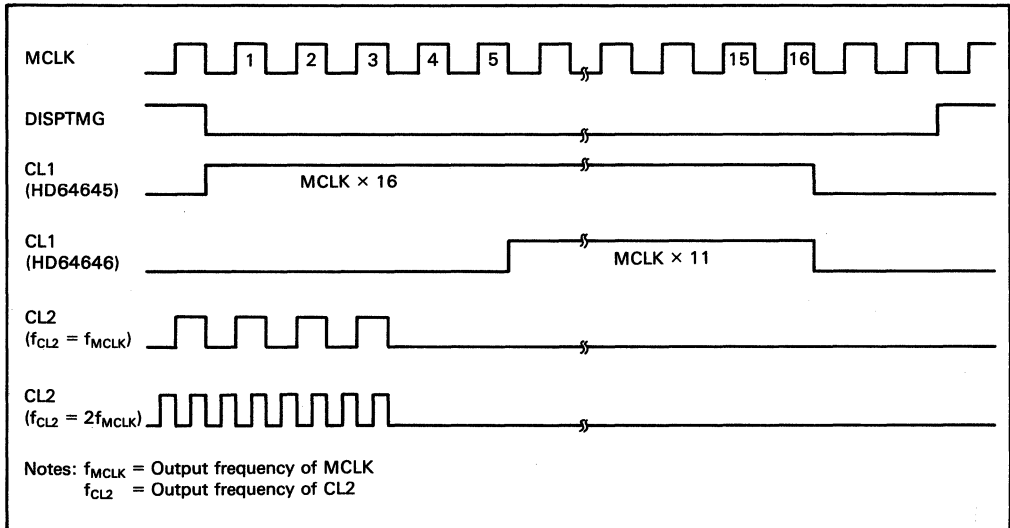 MCLK 1 2 3 4 5 15 16
DISPTMG
CL1
(HD64645)
MCLK × 16
CL1
(HD64646)
MCLK × 11
CL2
(fCL2 = fMCLK)
CL2
(fCL2 = 2fMCLK)
Notes: fMCLK = Output frequency of MCLK
fCL2 = Output frequency of CL2